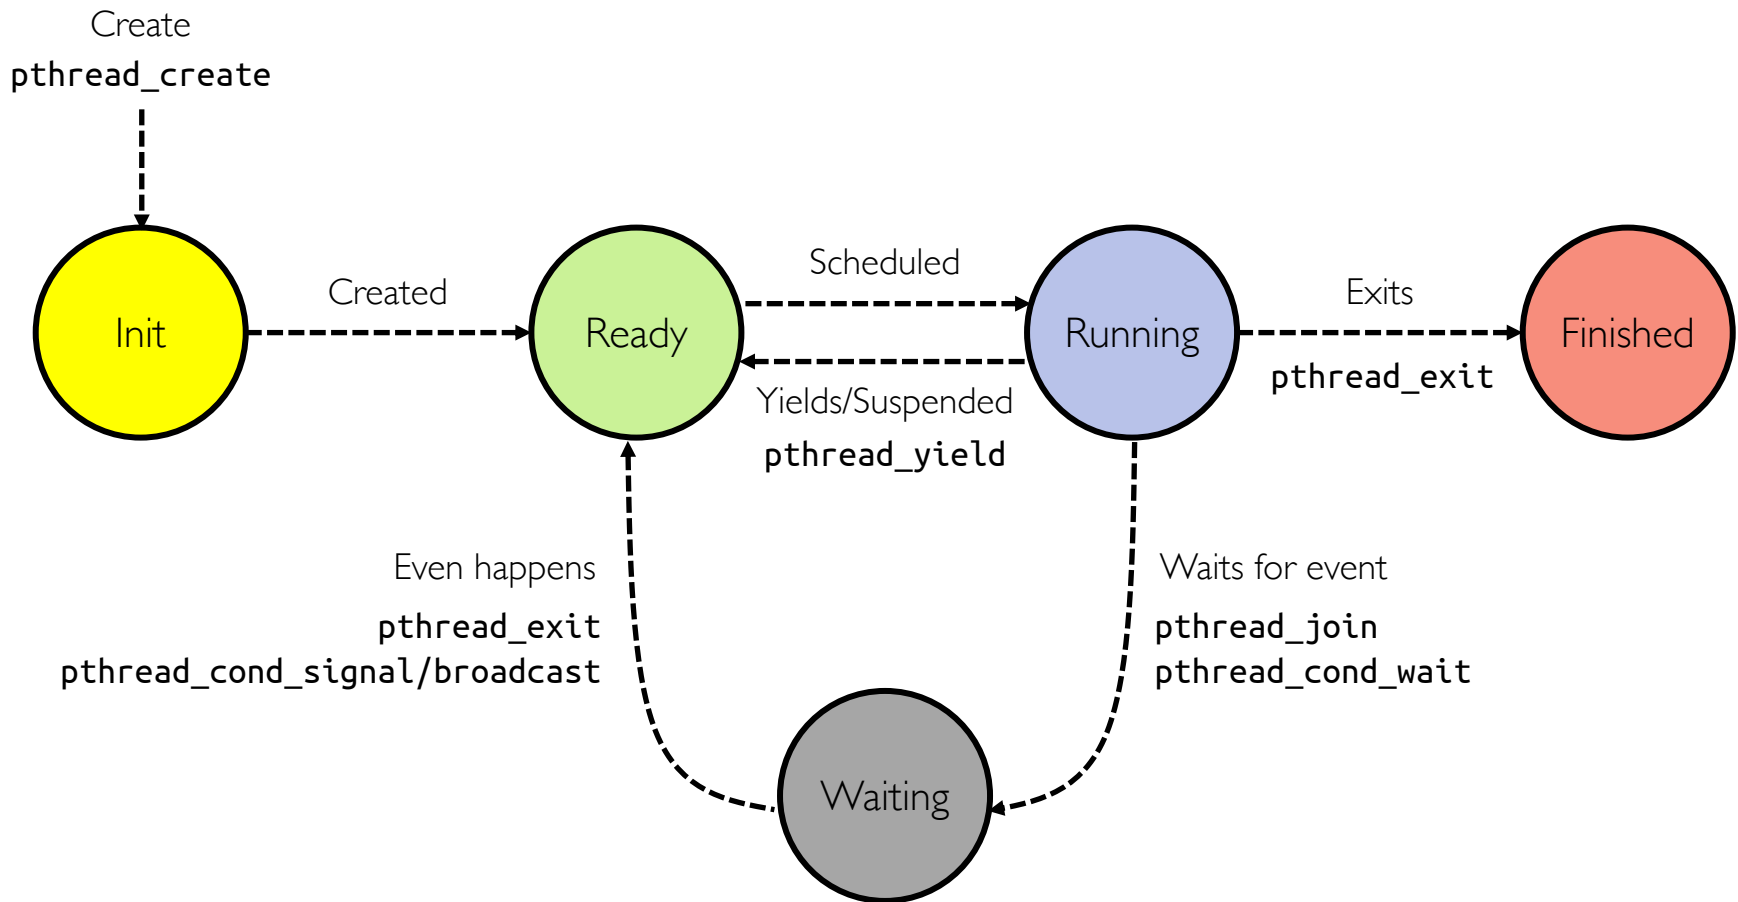 Create
pthread_create
Init
Created
Ready
Scheduled
Yields/Suspended
pthread_yield
Running
Exits
pthread_exit
Finished
Even happens
pthread_exit
pthread_cond_signal/broadcast
Waits for event
pthread_join
pthread_cond_wait
Waiting